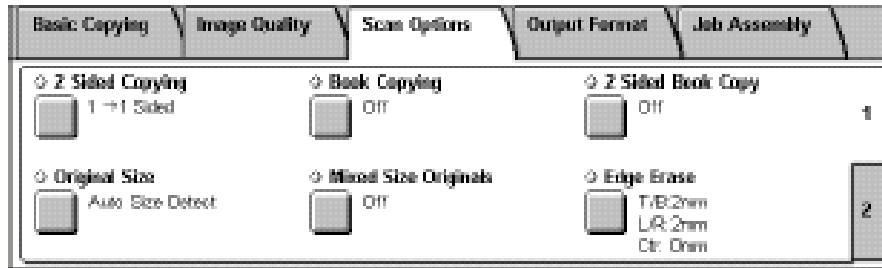 Basic Copying
Image Quality
Scan Options
Output Format
Job Assembly
2 Sided Copying
1 →1 Sided
Book Copying
Off
2 Sided Book Copy
Off
1
Original Size
Auto Size Detect
Mixed Size Originals
Off
Edge Erase
T/B:2mm
L/R: 2mm
Ctr: 0mm
2